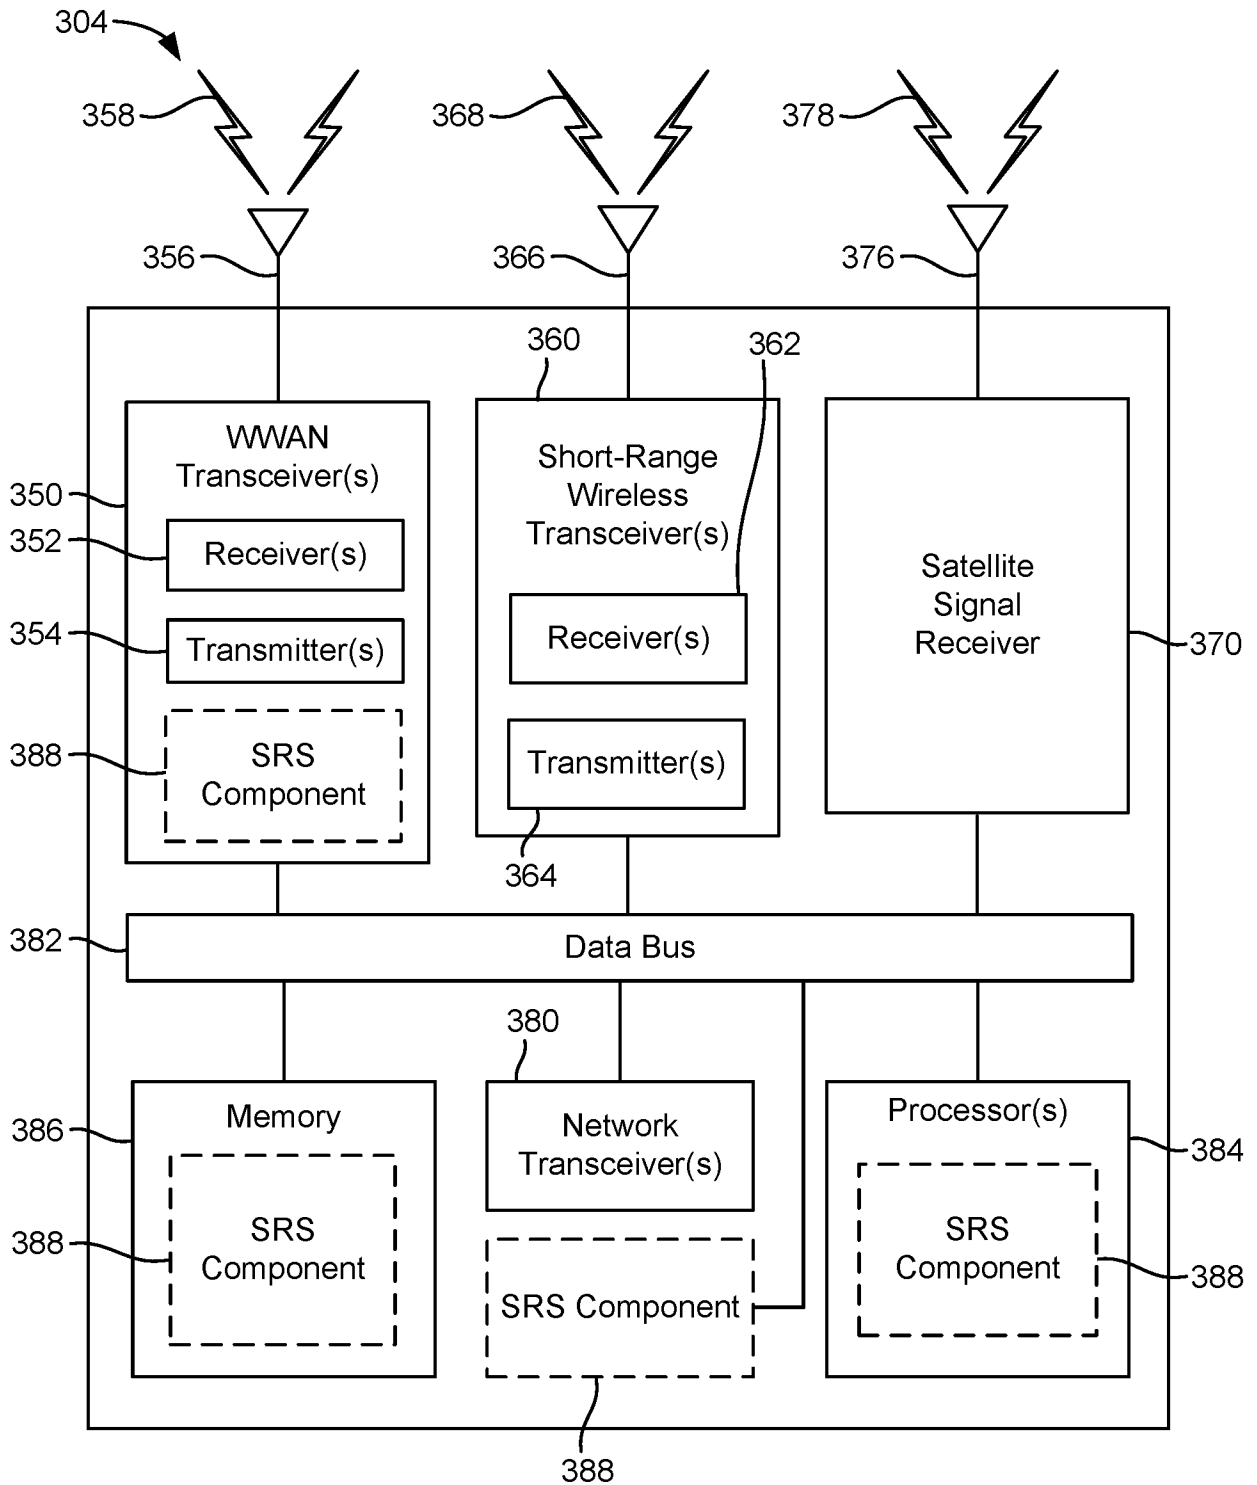 304
358
368
378
356
366
376
360
362
WWAN
Transceiver(s)
350
352
Receiver(s)
354
Transmitter(s)
388
SRS
Component
Short-Range
Wireless
Transceiver(s)
Receiver(s)
Transmitter(s)
364
Satellite
Signal
Receiver
370
382
Data Bus
380
386
Memory
388
SRS
Component
Network
Transceiver(s)
SRS Component
388
Processor(s)
384
SRS
Component
388